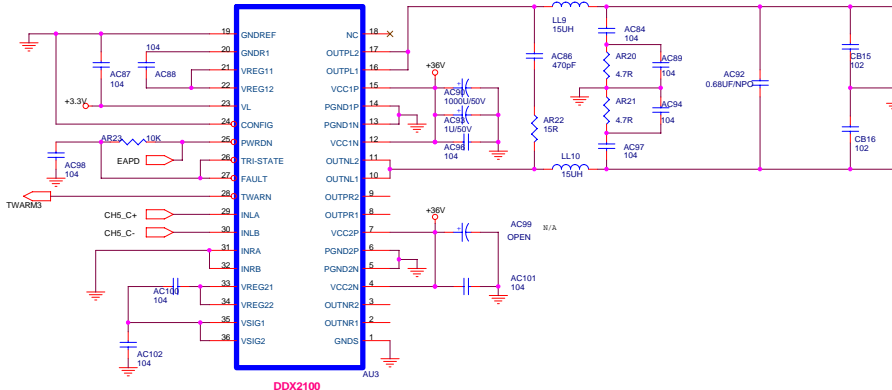 19 GNDREF
20 GNDR1
21 VREG11
22 VREG12
23 VL
24 CONFIG
25 PWRDN
26 TRI-STATE
27 FAULT
28 TWARN
29 INLA
30 INLB
31 INRA
32 INRB
33 VREG21
34 VREG22
35 VSIG1
36 VSIG2
NC 18
OUTPL2 17
OUTPL1 16
VCC1P 15
PGND1P 14
PGND1N 13
VCC1N 12
OUTNL2 11
OUTNL1 10
OUTPR2 9
OUTPR1 8
VCC2P 7
PGND2P 6
PGND2N 5
VCC2N 4
OUTNR2 3
OUTNR1 2
GNDS 1
AU3
DDX2100
AC87
104
104
AC88
+3.3V
AR23 10K
AC98
104
EAPD
TWARM3
CH5_C+
CH5_C-
AC100
104
AC102
104
+36V
AC90
1000U/50V
AC93
1U/50V
AC96
104
+36V
AC99
OPEN
N/A
AC101
104
LL9
15UH
AC86
470pF
AR22
15R
LL10
15UH
AC84
104
AR20
4.7R
AC89
104
AR21
4.7R
AC94
104
AC97
104
AC92
0.68UF/NPO
CB15
102
CB16
102